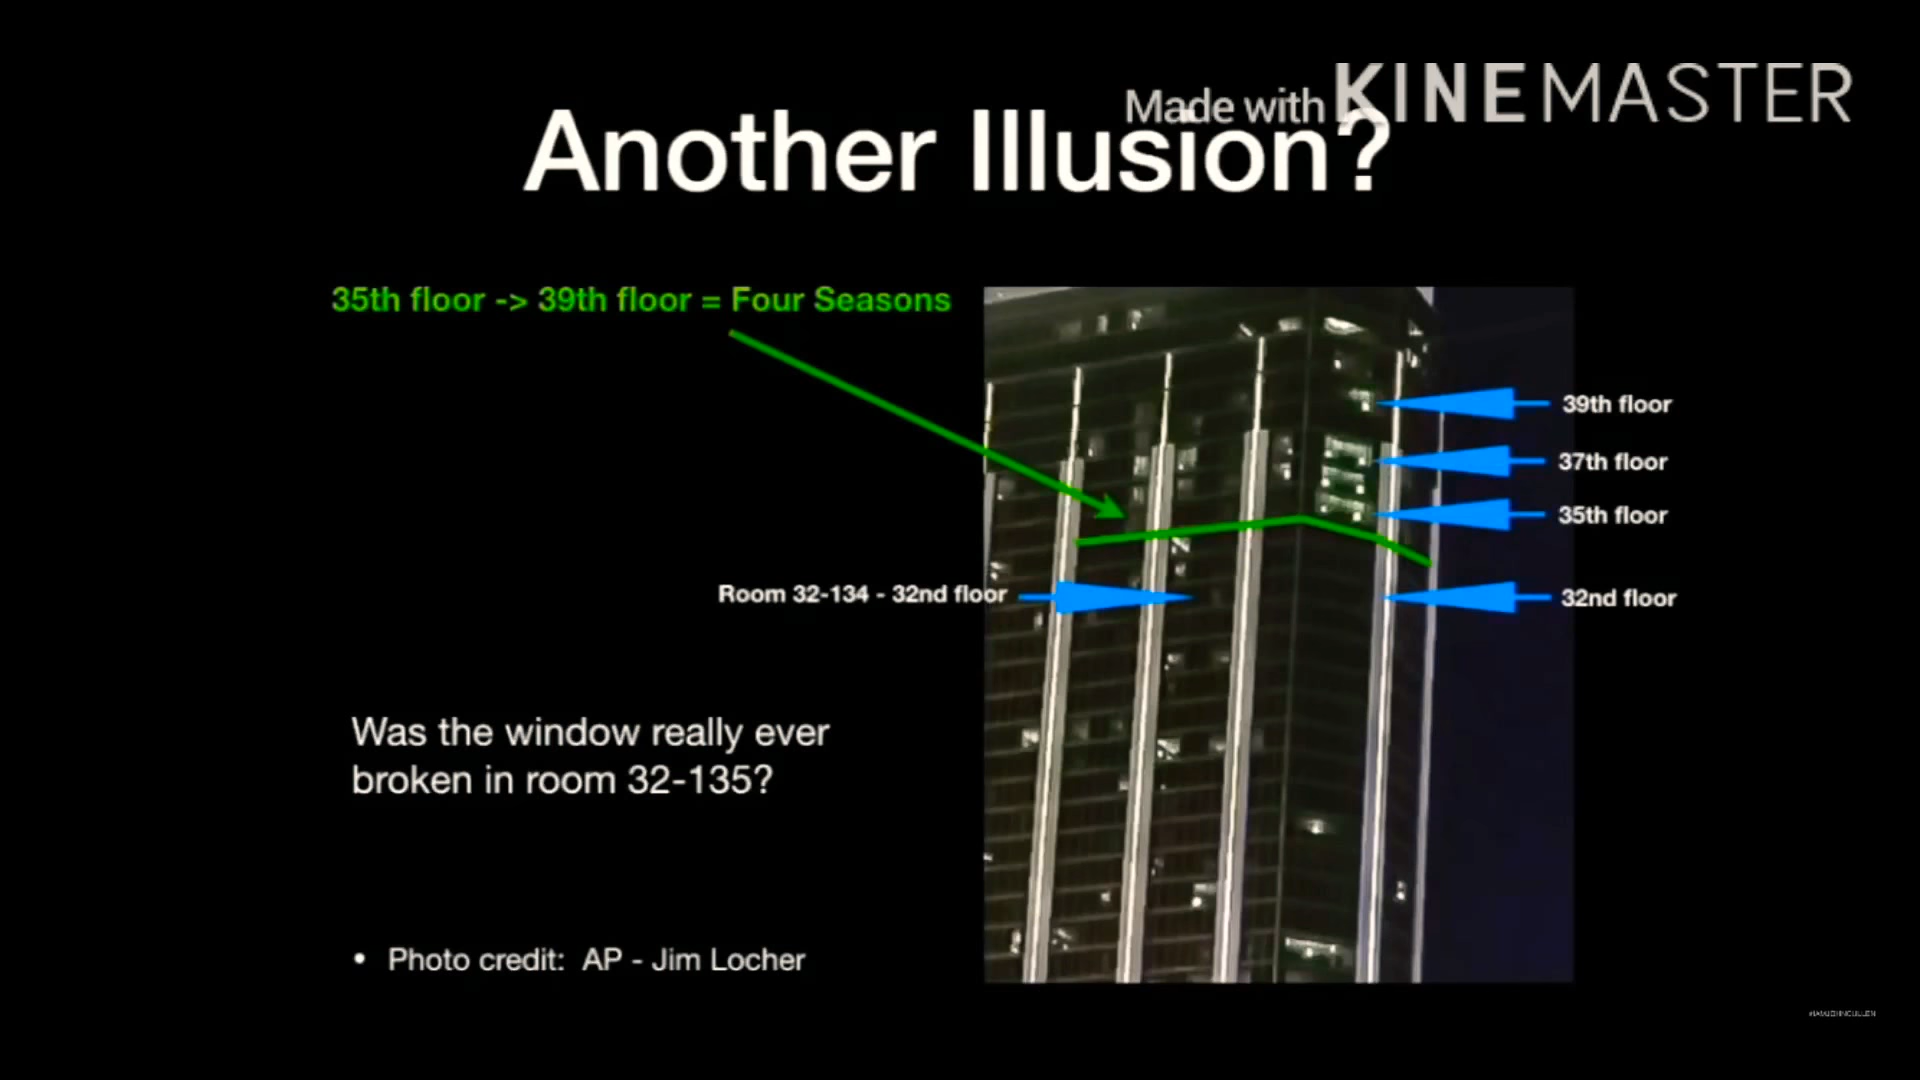 Made with KINEMASTER
Another Illusion?
35th floor -> 39th floor = Four Seasons
39th floor
37th floor
35th floor
Room 32-134 - 32nd floor
32nd floor
Was the window really ever
broken in room 32-135?
• Photo credit: AP - Jim Locher
#IAMJOHNCULLEN